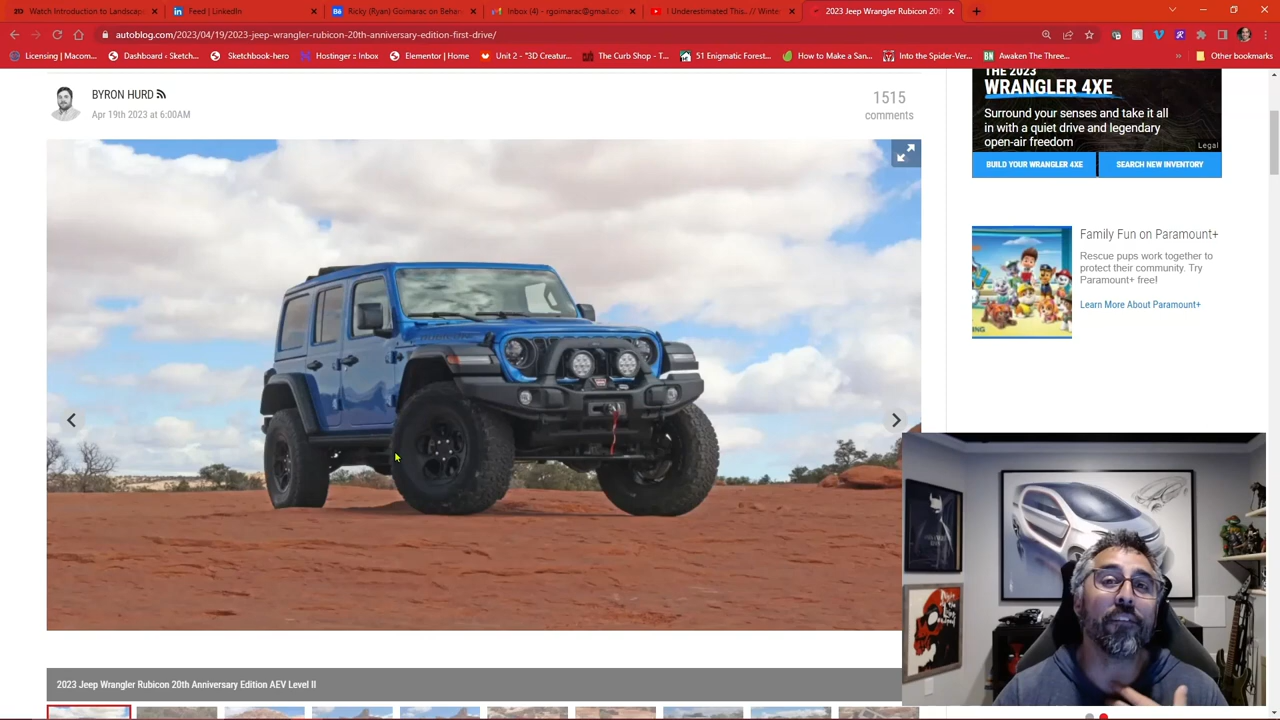 Watch Introduction to Landscap
Feed | LinkedIn
Ricky (Ryan) Goimarac on Behan
Inbox (4) - rgoimarac@gmail.co
I Underestimated This.. // Winte
2023 Jeep Wrangler Rubicon 20th
autoblog.com/2023/04/19/2023-jeep-wrangler-rubicon-20th-anniversary-edition-first-drive/
Licensing | Macom...
Dashboard ‹ Sketch...
Sketchbook-hero
Hostinger :: Inbox
Elementor | Home
Unit 2 - "3D Creatur...
The Curb Shop - T...
51 Enigmatic Forest...
How to Make a San...
Into the Spider-Ver...
Awaken The Three...
Other bookmarks
BYRON HURD
Apr 19th 2023 at 6:00AM
1515
comments
THE 2023
WRANGLER 4XE
Surround your senses and take it all
in with a quiet drive and legendary
open-air freedom
Legal
BUILD YOUR WRANGLER 4XE
SEARCH NEW INVENTORY
Family Fun on Paramount+
Rescue pups work together to
protect their community. Try
Paramount+ free!
Learn More About Paramount+
2023 Jeep Wrangler Rubicon 20th Anniversary Edition AEV Level II